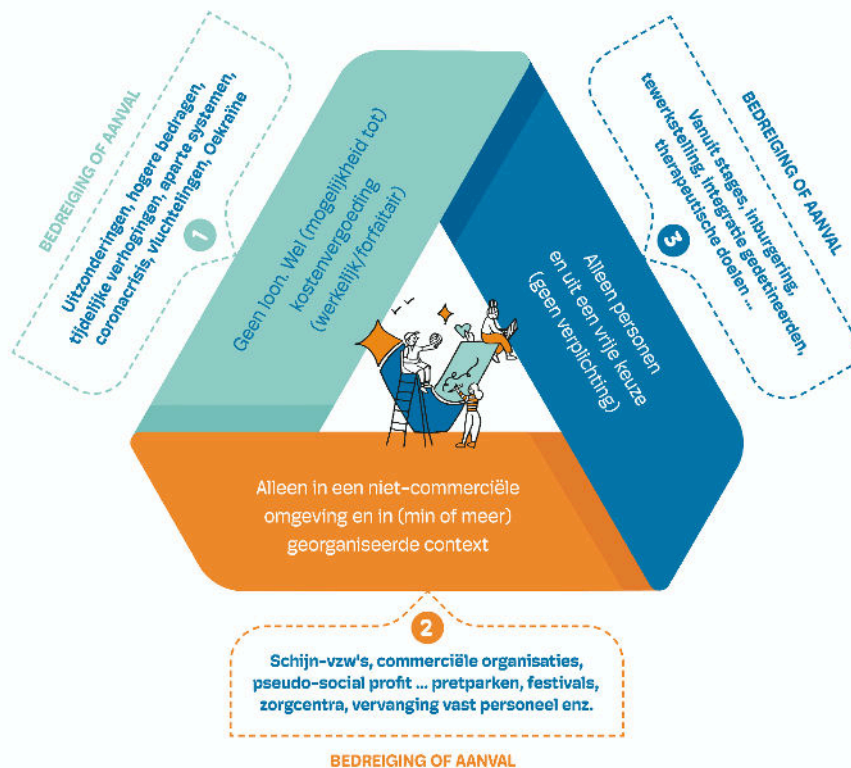 BEDREIGING OF AANVAL
Uitzonderingen, hogere bedragen,
tijdelijke verhogingen, aparte systemen,
coronacrisis, vluchtelingen, Oekraïne
1
Geen loon. Wel (mogelijkheid tot)
kostenvergoeding
(werkelijk/forfaitair)
BEDREIGING OF AANVAL
Vanuit stages, inburgering,
tewerkstelling, integratie gedetineerden,
therapeutische doelen ...
3
Alleen personen
en uit een vrije keuze
(geen verplichting)
Alleen in een niet-commerciële
omgeving en in (min of meer)
georganiseerde context
2
Schijn-vzw's, commerciële organisaties,
pseudo-social profit ... pretparken, festivals,
zorgcentra, vervanging vast personeel enz.
BEDREIGING OF AANVAL